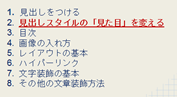 1. 見出しをつける
2. 見出しスタイルの「見た目」を変える
3. 目次
4. 画像の入れ方
5. レイアウトの基本
6. ハイパーリンク
7. 文字装飾の基本
8. その他の文章装飾方法